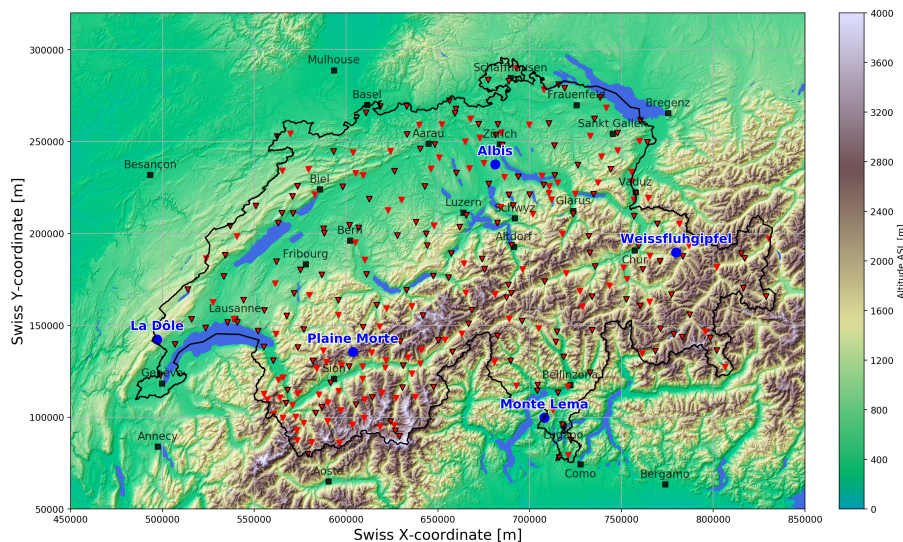 Swiss Y-coordinate [m]
300000
250000
200000
150000
100000
50000
Mulhouse
Schaffhausen
Basel
Frauenfeld
Bregenz
Aarau
Zürich
Sankt Gallen
Albis
Besançon
Biel
Vaduz
Luzern
Glarus
Schwyz
Bern
Altdorf
Weissfluhgipfel
Fribourg
Chur
Lausanne
La Dôle
Plaine Morte
Genève
Sion
Bellinzona
Monte Lema
Lugano
Annecy
Aosta
Como
Bergamo
450000 500000 550000 600000 650000 700000 750000 800000 850000
Swiss X-coordinate [m]
4000
3600
3200
2800
2400
2000
1600
1200
800
400
0
Altitude ASL [m]